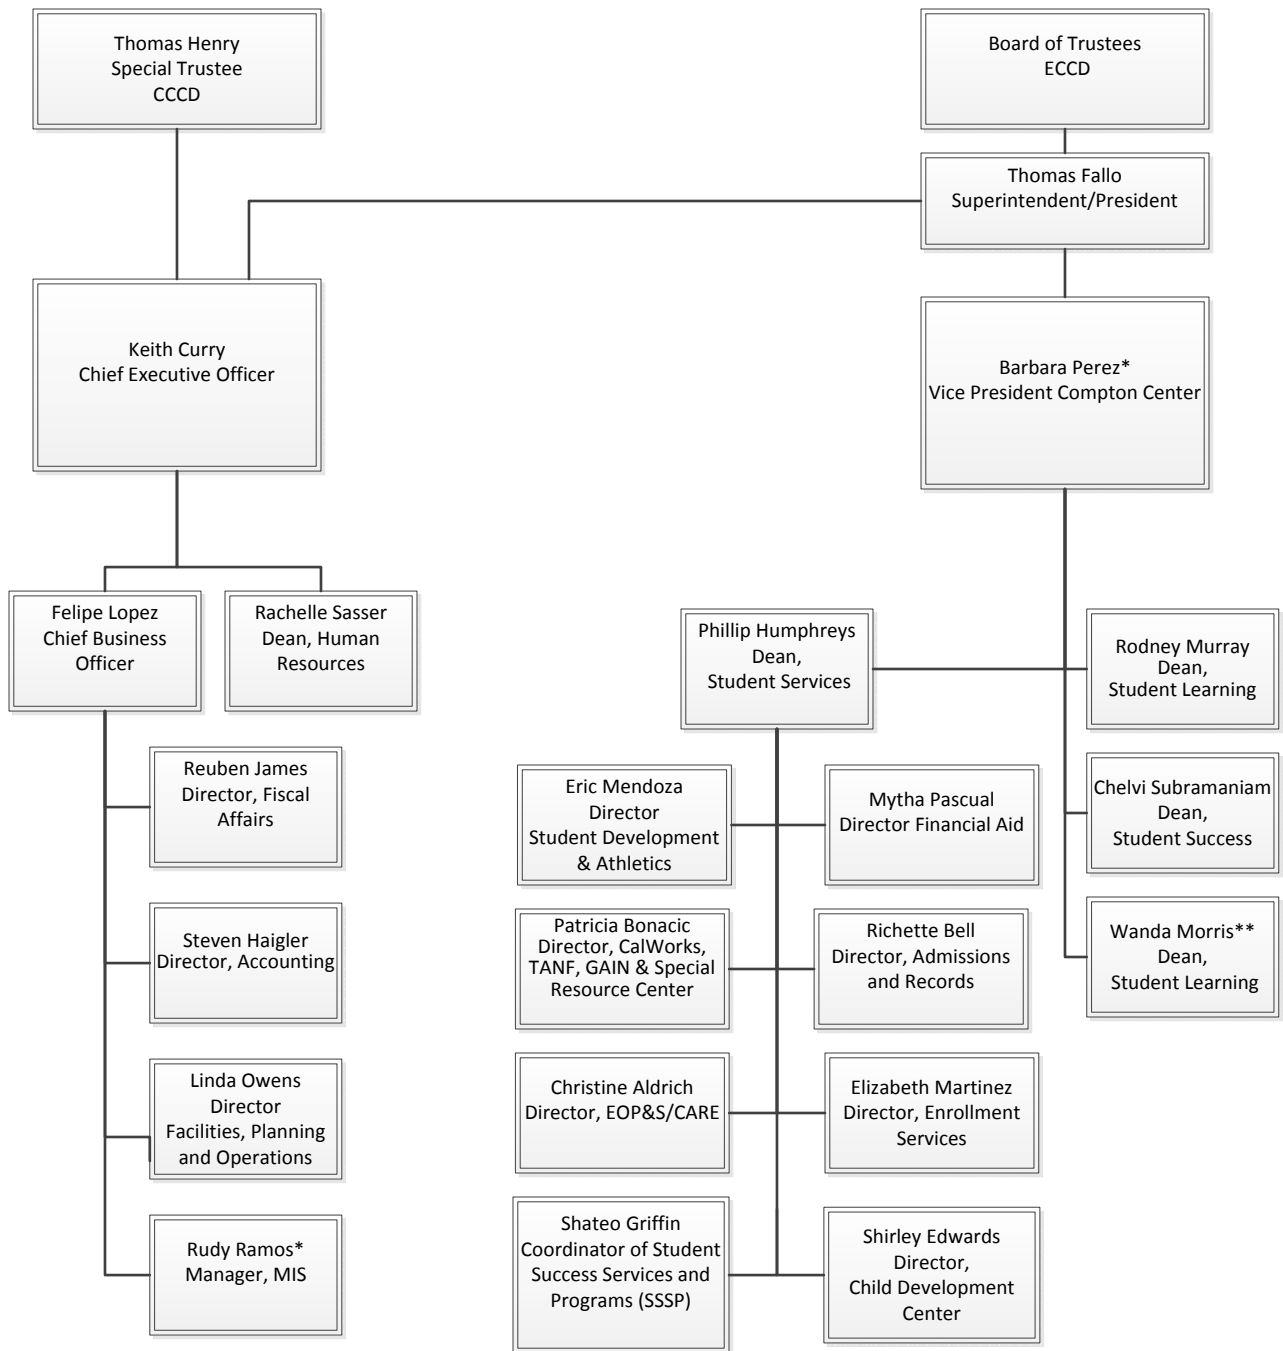 Thomas Henry
Special Trustee
CCCD
Board of Trustees
ECCD
Thomas Fallo
Superintendent/President
Keith Curry
Chief Executive Officer
Barbara Perez*
Vice President Compton Center
Felipe Lopez
Chief Business
Officer
Rachelle Sasser
Dean, Human
Resources
Phillip Humphreys
Dean,
Student Services
Rodney Murray
Dean,
Student Learning
Reuben James
Director, Fiscal
Affairs
Eric Mendoza
Director
Student Development
& Athletics
Mytha Pascual
Director Financial Aid
Chelvi Subramaniam
Dean,
Student Success
Steven Haigler
Director, Accounting
Patricia Bonacic
Director, CalWorks,
TANF, GAIN & Special
Resource Center
Richette Bell
Director, Admissions
and Records
Wanda Morris**
Dean,
Student Learning
Linda Owens
Director
Facilities, Planning
and Operations
Christine Aldrich
Director, EOP&S/CARE
Elizabeth Martinez
Director, Enrollment
Services
Rudy Ramos*
Manager, MIS
Shateo Griffin
Coordinator of Student
Success Services and
Programs (SSSP)
Shirley Edwards
Director,
Child Development
Center